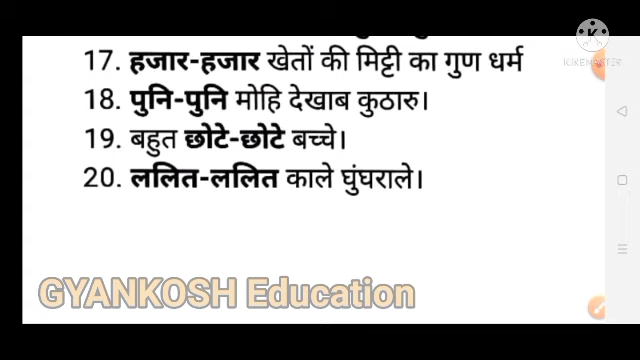 17. हजार-हजार खेतों की मिट्टी का गुण धर्म
18. पुनि-पुनि मोहि देखाब कुठारु।
19. बहुत छोटे-छोटे बच्चे।
20. ललित-ललित काले घुंघराले।
GYANKOSH Education
KINEMASTER